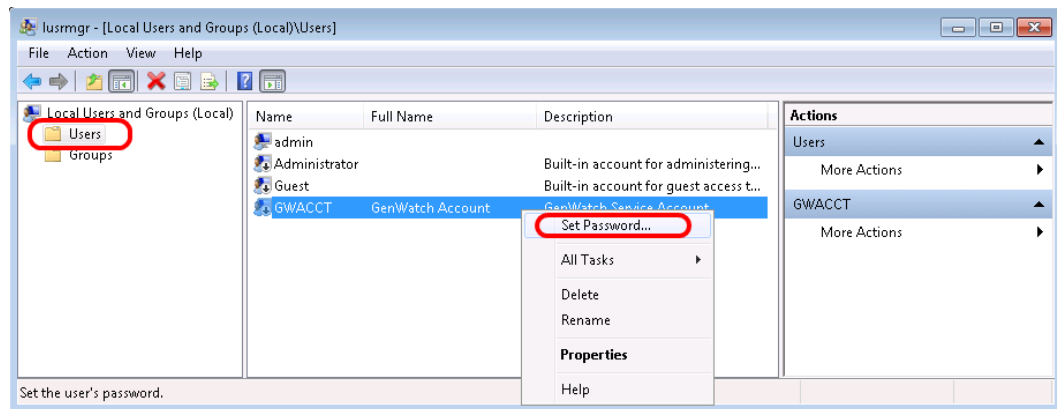 lusrmgr - [Local Users and Groups (Local)\Users]
File Action View Help
Local Users and Groups (Local)
Users
Groups
Name Full Name Description
admin
Administrator Built-in account for administering...
Guest Built-in account for guest access t...
GWACCT GenWatch Account GenWatch Service Account
Set Password...
All Tasks
Delete
Rename
Properties
Help
Actions
Users
More Actions
GWACCT
More Actions
Set the user's password.